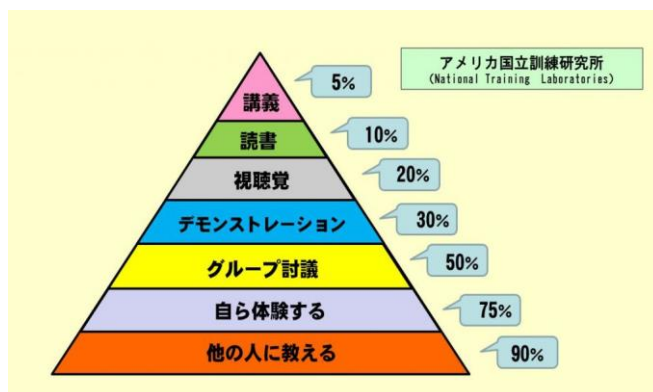 アメリカ国立訓練研究所
(National Training Laboratories)
講義
5%
読書
10%
視聴覚
20%
デモンストレーション
30%
グループ討議
50%
自ら体験する
75%
他の人に教える
90%